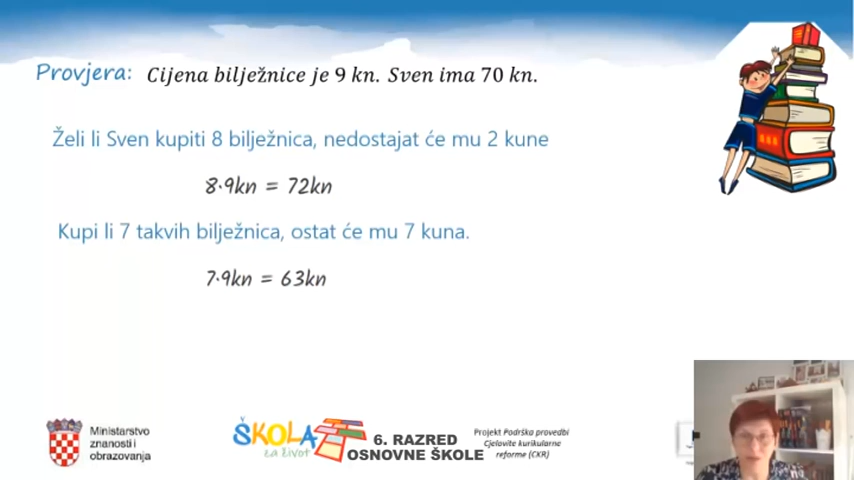 Provjera: Cijena bilježnice je 9 kn. Sven ima 70 kn.
Želi li Sven kupiti 8 bilježnica, nedostajat će mu 2 kune
8·9kn = 72kn
Kupi li 7 takvih bilježnica, ostat će mu 7 kuna.
7·9kn = 63kn
Ministarstvo
znanosti i
obrazovanja
ŠKOLA
za život
6. RAZRED
OSNOVNE ŠKOLE
Projekt Podrška provedbi
Cjelovite kurikularne
reforme (CKR)